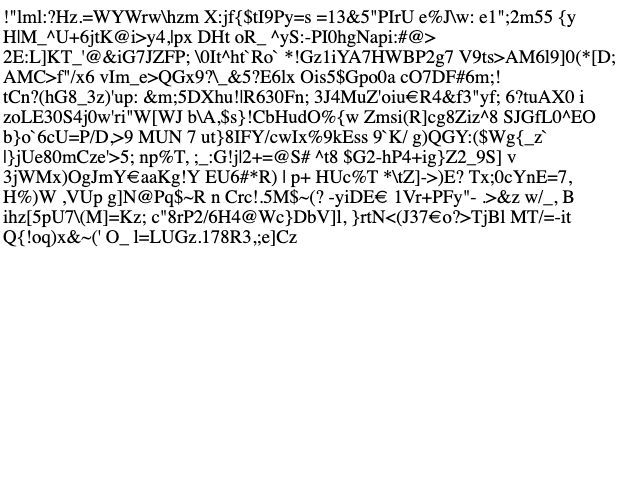 !"lml:?Hz.=WYWrw\hzm X:jf{$tI9Py=s =13&5"PIrU e%J\w: e1";2m55 {y
H|M_^U+6jtK@i>y4,lpx DHt oR_ ^yS:-PI0hgNapi:#@>
2E:L]KT_'@&iG7JZFP; \0It^ht`Ro` *!Gz1iYA7HWBP2g7 V9ts>AM6l9]0(*[D;
AMC>f"/x6 vIm_e>QGx9?\_&5?E6lx Ois5$Gpo0a cO7DF#6m;!
tCn?(hG8_3z)'up: &m;5DXhu!|R630Fn; 3J4MuZ'oiu€R4&f3"yf; 6?tuAX0 i
zoLE30S4j0w'ri"W[WJ b\A,$s}!CbHudO%{w Zmsi(R]cg8Ziz^8 SJGfL0^EO
b}o`6cU=P/D,>9 MUN 7 ut}8IFY/cwIx%9kEss 9`K/ g)QGY:($Wg{_z`
|}jUe80mCze'>5; np%T, ;_:G!j|2+=@S# ^t8 $G2-hP4+ig}Z2_9S] v
3jWMx)OgJmY€aaKg!Y EU6#*R) | p+ HUc%T *\tZ]->)E? Tx;0cYnE=7,
H%)W ,VUp g]N@Pq$~R n Crc!.5M$~(? -yiDE€ 1Vr+PFy"- .>&z w/_, B
ihz[5pU7\(M]=Kz; c"8rP2/6H4@Wc}DbV]l, }rtN<(J37€o?>TjBl MT/=-it
Q{!oq)x&~(' O_ l=LUGz.178R3,;e]Cz